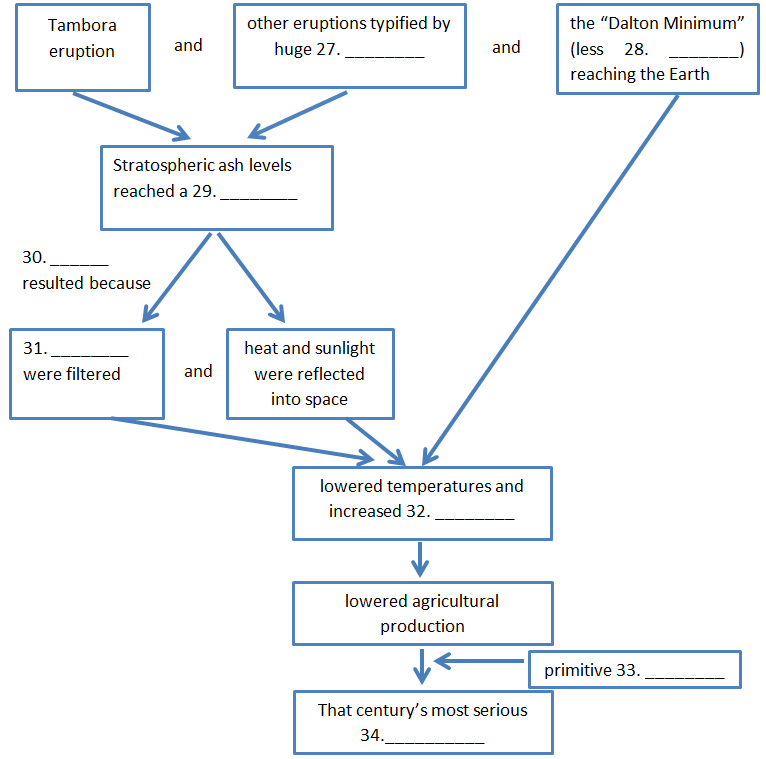 Tambora
eruption
and
other eruptions typified by
huge 27. ________
and
the “Dalton Minimum”
(less 28. _______)
reaching the Earth
Stratospheric ash levels
reached a 29. ________
30. ______
resulted because
31. ________
were filtered
and
heat and sunlight
were reflected
into space
lowered temperatures and
increased 32. ________
lowered agricultural
production
primitive 33. ________
That century’s most serious
34.__________